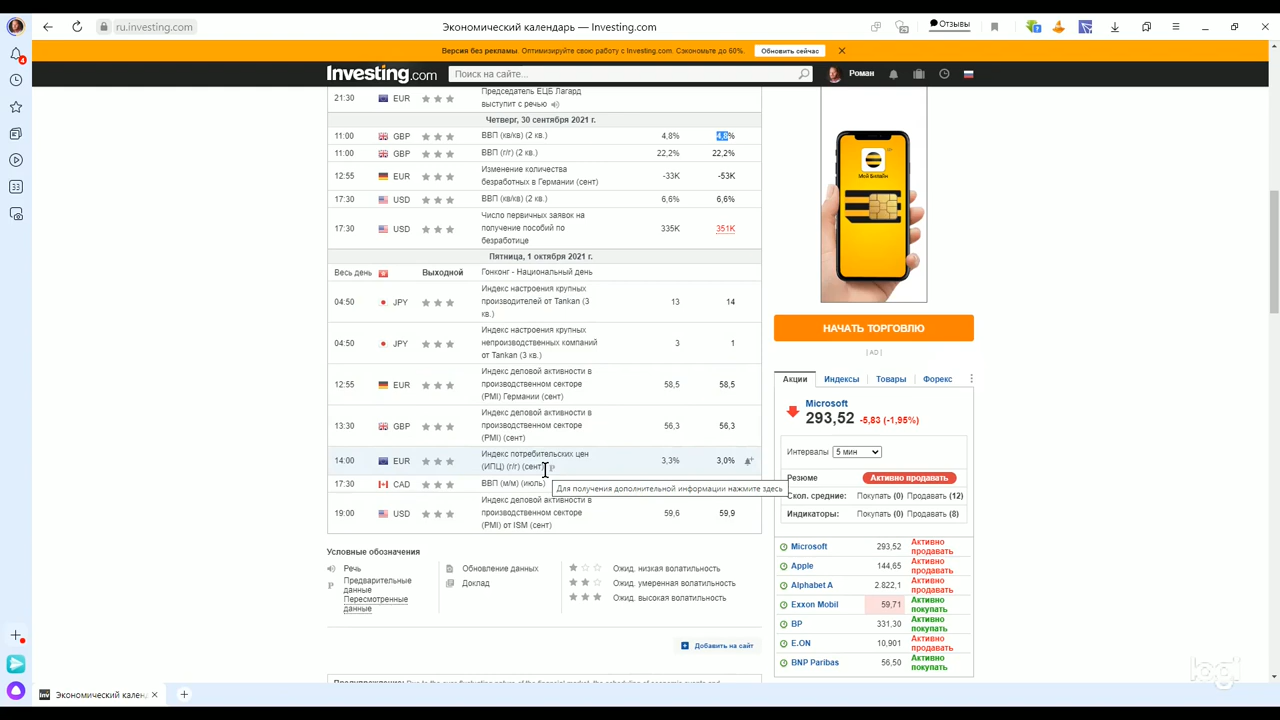 ru.investing.com
Экономический календарь — Investing.com
Отзывы
Версия без рекламы Оптимизируйте свою работу с Investing.com. Сэкономьте до 60%.
Обновить сейчас
Investing.com
Поиск на сайте...
Роман
4
33
21:30 EUR Председатель ЕЦБ Лагард
выступит с речью
Четверг, 30 сентября 2021 г.
11:00 GBP ВВП (кв/кв) (2 кв.) 4,8% 4,8%
11:00 GBP ВВП (г/г) (2 кв.) 22,2% 22,2%
12:55 EUR Изменение количества
безработных в Германии (сент) -33K -53K
17:30 USD ВВП (кв/кв) (2 кв.) 6,6% 6,6%
17:30 USD Число первичных заявок на
получение пособий по
безработице 335K 351K
Пятница, 1 октября 2021 г.
Весь день Выходной Гонконг - Национальный день
04:50 JPY Индекс настроения крупных
производителей от Tankan (3
кв.) 13 14
04:50 JPY Индекс настроения крупных
непроизводственных компаний
от Tankan (3 кв.) 3 1
12:55 EUR Индекс деловой активности в
производственном секторе
(PMI) Германии (сент) 58,5 58,5
13:30 GBP Индекс деловой активности в
производственном секторе
(PMI) (сент) 56,3 56,3
14:00 EUR Индекс потребительских цен
(ИПЦ) (г/г) (сент) P 3,3% 3,0%
17:30 CAD ВВП (м/м) (июль)
Для получения дополнительной информации нажмите здесь
19:00 USD Индекс деловой активности в
производственном секторе
(PMI) от ISM (сент) 59,6 59,9
Условные обозначения
Речь
P Предварительные
данные
Пересмотренные
данные
Обновление данных
Доклад
Ожид. низкая волатильность
Ожид. умеренная волатильность
Ожид. высокая волатильность
Добавить на сайт
Мой Билайн
НАЧАТЬ ТОРГОВЛЮ
[ AD ]
Акции Индексы Товары Форекс
Microsoft
293,52 -5,83 (-1,95%)
Интервалы 5 мин
Резюме Активно продавать
Скол. средние: Покупать (0) Продавать (12)
Индикаторы: Покупать (0) Продавать (8)
Microsoft 293,52 Активно
продавать
Apple 144,65 Активно
продавать
Alphabet A 2.822,1 Активно
продавать
Exxon Mobil 59,71 Активно
покупать
BP 331,30 Активно
покупать
E.ON 10,901 Активно
продавать
BNP Paribas 56,50 Активно
покупать
logi
inv Экономический кален